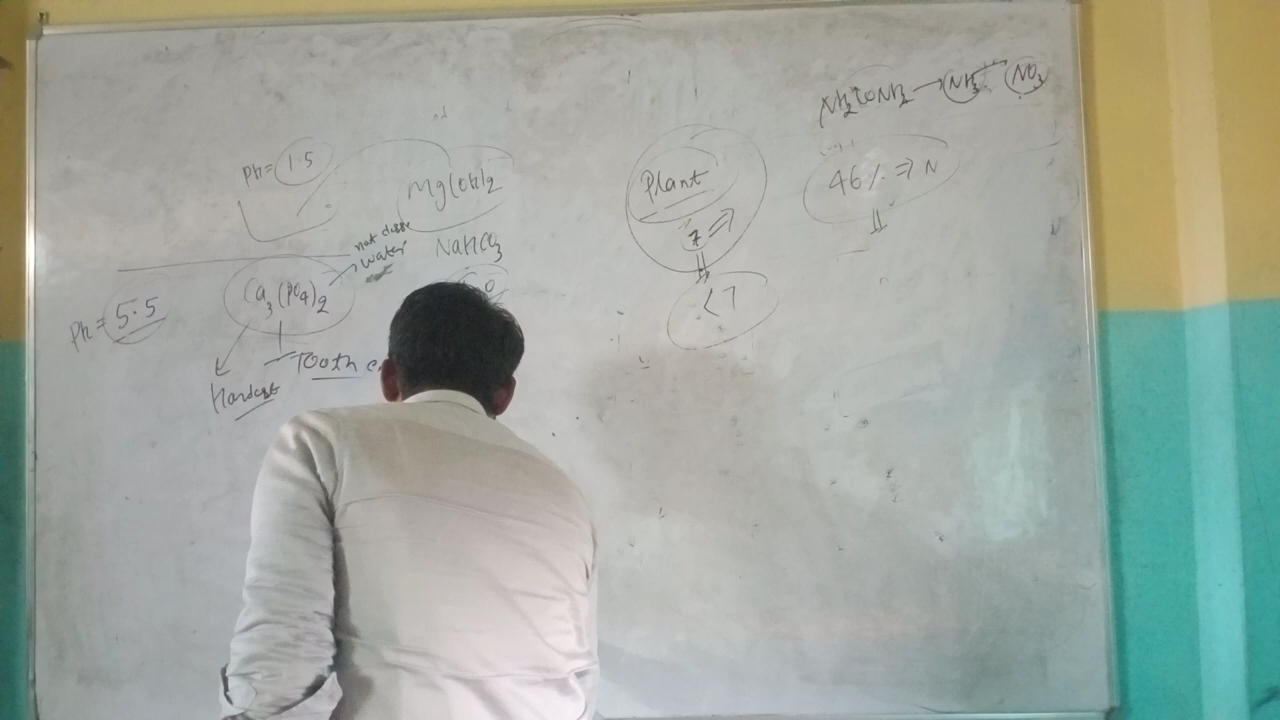 NH2CONH2 → NH3 NO3
Ph = 1.5
Mg(OH)2
Plant
46% ⇒ N
7 ⇒
NaHCO3
not
water
Ca3(PO4)2
Ph = 5.5
< 7
Tooth
Hardest